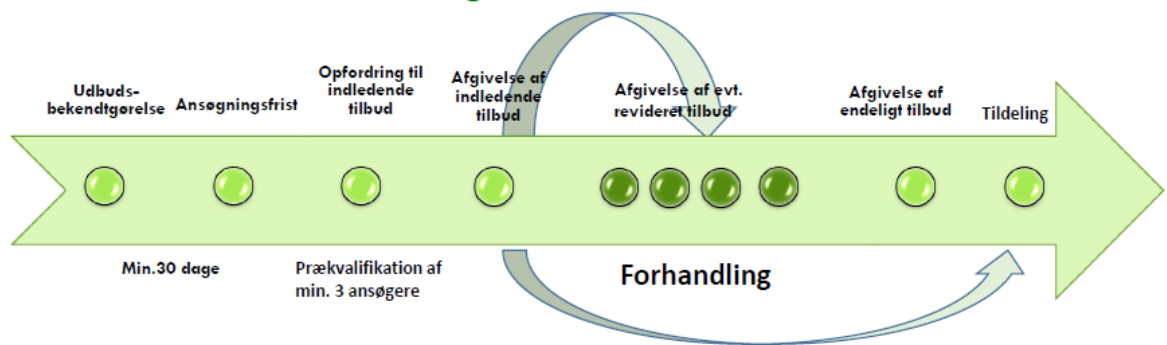 Udbuds-
bekendtgørelse
Ansøgningsfrist
Opfordring til
indledende
tilbud
Afgivelse af
indledende
tilbud
Afgivelse af evt.
revideret tilbud
Afgivelse af
endeligt tilbud
Tildeling
Min.30 dage
Prækvalifikation af
min. 3 ansøgere
Forhandling